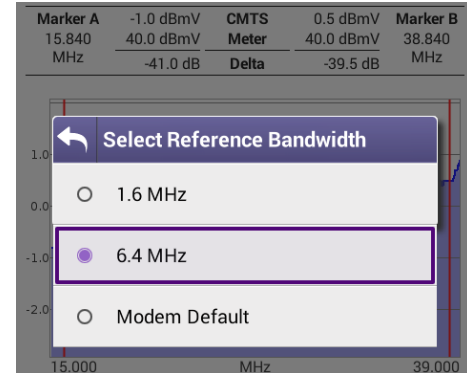 Marker A -1.0 dBmV CMTS 0.5 dBmV Marker B
15.840 40.0 dBmV Meter 40.0 dBmV 38.840
MHz -41.0 dB Delta -39.5 dB MHz
Select Reference Bandwidth
1.0
1.6 MHz
0.0
6.4 MHz
-1.0
-2.0
Modem Default
15.000 MHz 39.000